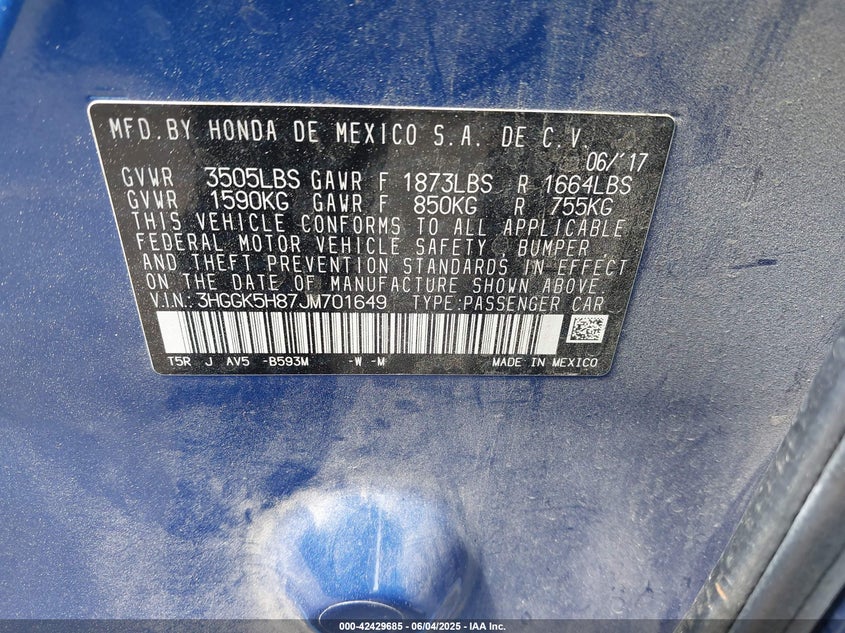 MFD.BY HONDA DE MEXICO S.A. DE C.V.
06/'17
GVWR 3505LBS GAWR F 1873LBS R 1664LBS
GVWR 1590KG GAWR F 850KG R 755KG
THIS VEHICLE CONFORMS TO ALL APPLICABLE
FEDERAL MOTOR VEHICLE SAFETY, BUMPER
AND THEFT PREVENTION STANDARDS IN EFFECT
ON THE DATE OF MANUFACTURE SHOWN ABOVE.
V.I.N.:3HGGK5H87JM701649 TYPE:PASSENGER CAR
T5R J AV5 -B593M -W -M MADE IN MEXICO
000-42429685 - 06/04/2025 - IAA Inc.